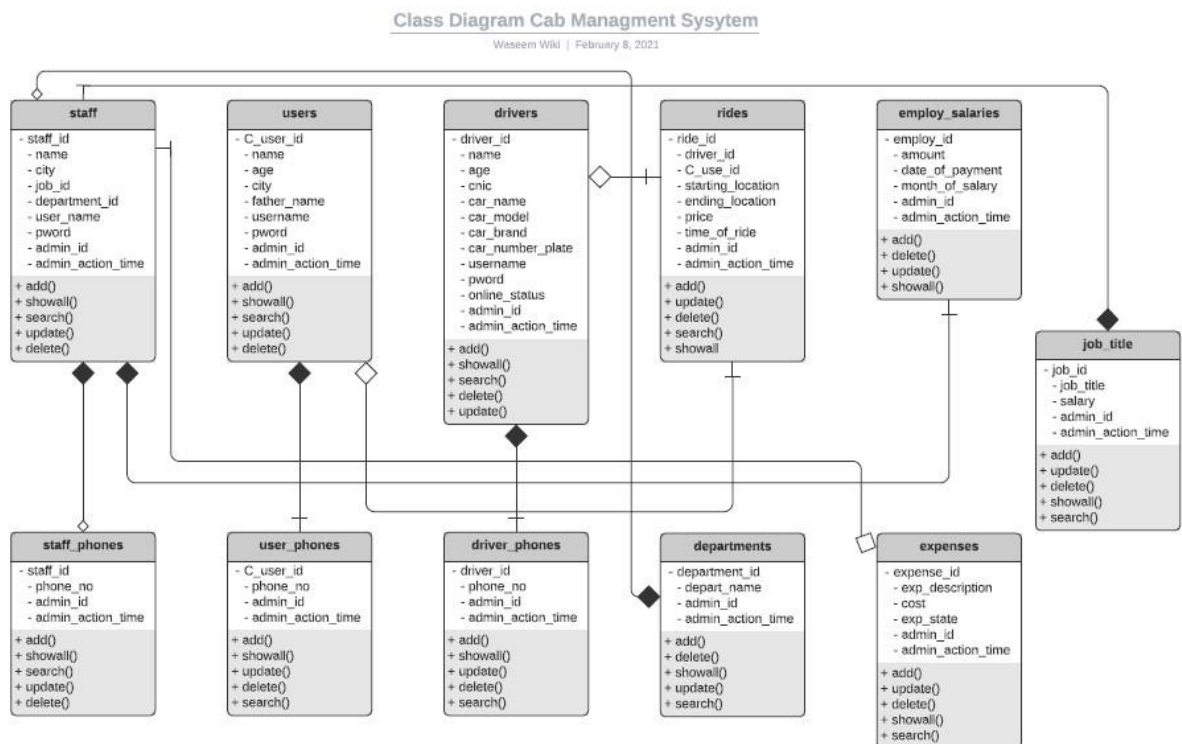 Class Diagram Cab Managment Sysytem
Waseem Wiki | February 8, 2021
staff
- staff_id
- name
- city
- job_id
- department_id
- user_name
- pword
- admin_id
- admin_action_time
+ add()
+ showall()
+ search()
+ update()
+ delete()
users
- C_user_id
- name
- age
- city
- father_name
- username
- pword
- admin_id
- admin_action_time
+ add()
+ showall()
+ search()
+ update()
+ delete()
drivers
- driver_id
- name
- age
- cnic
- car_name
- car_model
- car_brand
- car_number_plate
- username
- pword
- online_status
- admin_id
- admin_action_time
+ add()
+ showall()
+ search()
+ delete()
+ update()
rides
- ride_id
- driver_id
- C_use_id
- starting_location
- ending_location
- price
- time_of_ride
- admin_id
- admin_action_time
+ add()
+ update()
+ delete()
+ search()
+ showall
employ_salaries
- employ_id
- amount
- date_of_payment
- month_of_salary
- admin_id
- admin_action_time
+ add()
+ delete()
+ update()
+ showall()
job_title
- job_id
- job_title
- salary
- admin_id
- admin_action_time
+ add()
+ update()
+ delete()
+ showall()
+ search()
staff_phones
- staff_id
- phone_no
- admin_id
- admin_action_time
+ add()
+ showall()
+ search()
+ update()
+ delete()
user_phones
- C_user_id
- phone_no
- admin_id
- admin_action_time
+ add()
+ showall()
+ update()
+ delete()
+ search()
driver_phones
- driver_id
- phone_no
- admin_id
- admin_action_time
+ add()
+ showall()
+ update()
+ delete()
+ search()
departments
- department_id
- depart_name
- admin_id
- admin_action_time
+ add()
+ delete()
+ showall()
+ update()
+ search()
expenses
- expense_id
- exp_description
- cost
- exp_state
- admin_id
- admin_action_time
+ add()
+ update()
+ delete()
+ showall()
+ search()